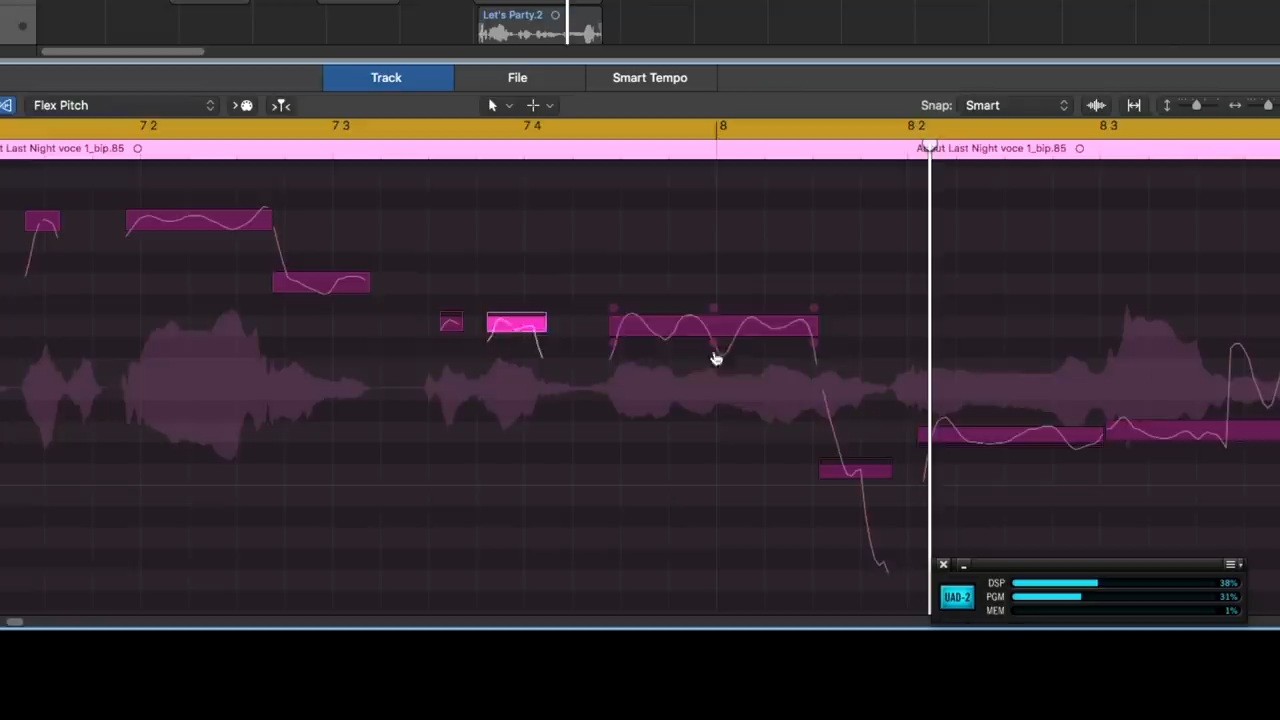 Let's Party.2
Track File Smart Tempo
Flex Pitch Snap: Smart
7 2 7 3 7 4 8 8 2 8 3
t Last Night voce 1_bip.85 About Last Night voce 1_bip.85
DSP 38%
UAD-2 PGM 31%
MEM 1%